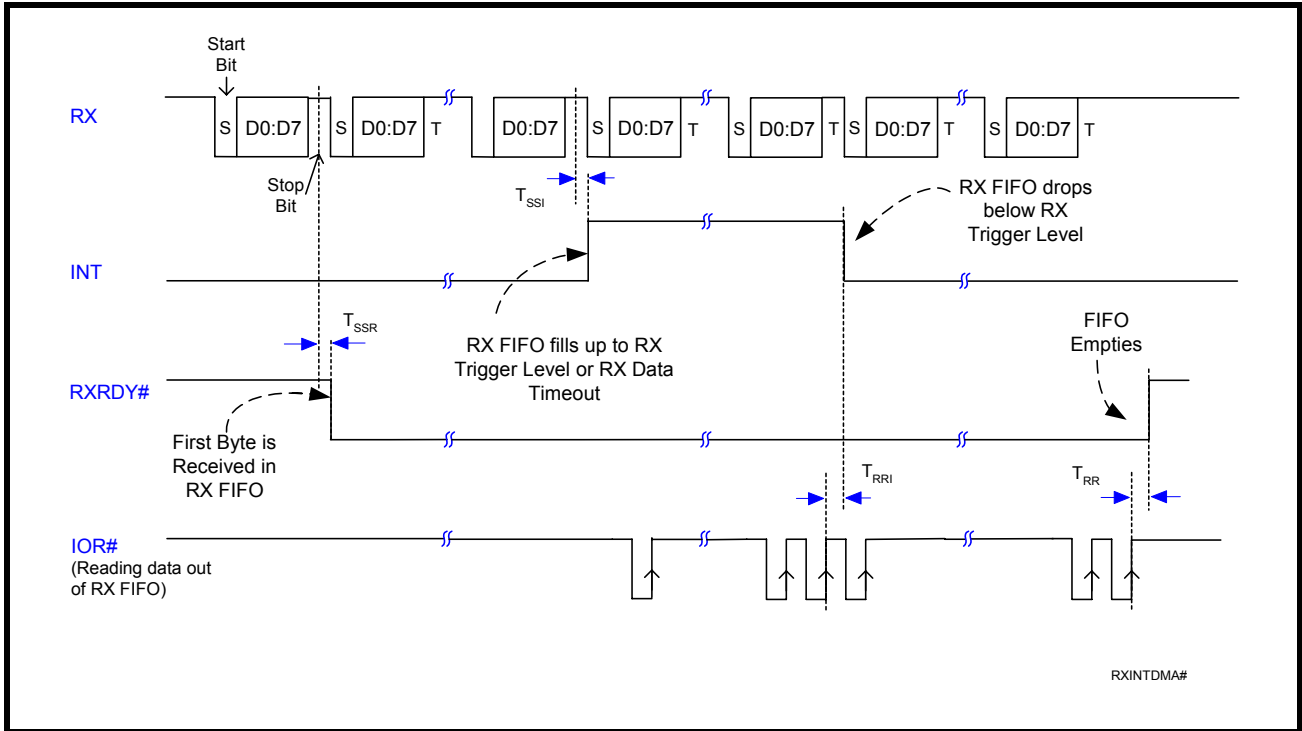 Start
Bit
RX
S D0:D7 S D0:D7 T D0:D7 S D0:D7 T S D0:D7 T S D0:D7 T S D0:D7 T
Stop
Bit
TSSI
RX FIFO drops
below RX
Trigger Level
INT
TSSR
RX FIFO fills up to RX
Trigger Level or RX Data
Timeout
FIFO
Empties
RXRDY#
First Byte is
Received in
RX FIFO
TRRI
TRR
IOR#
(Reading data out
of RX FIFO)
RXINTDMA#